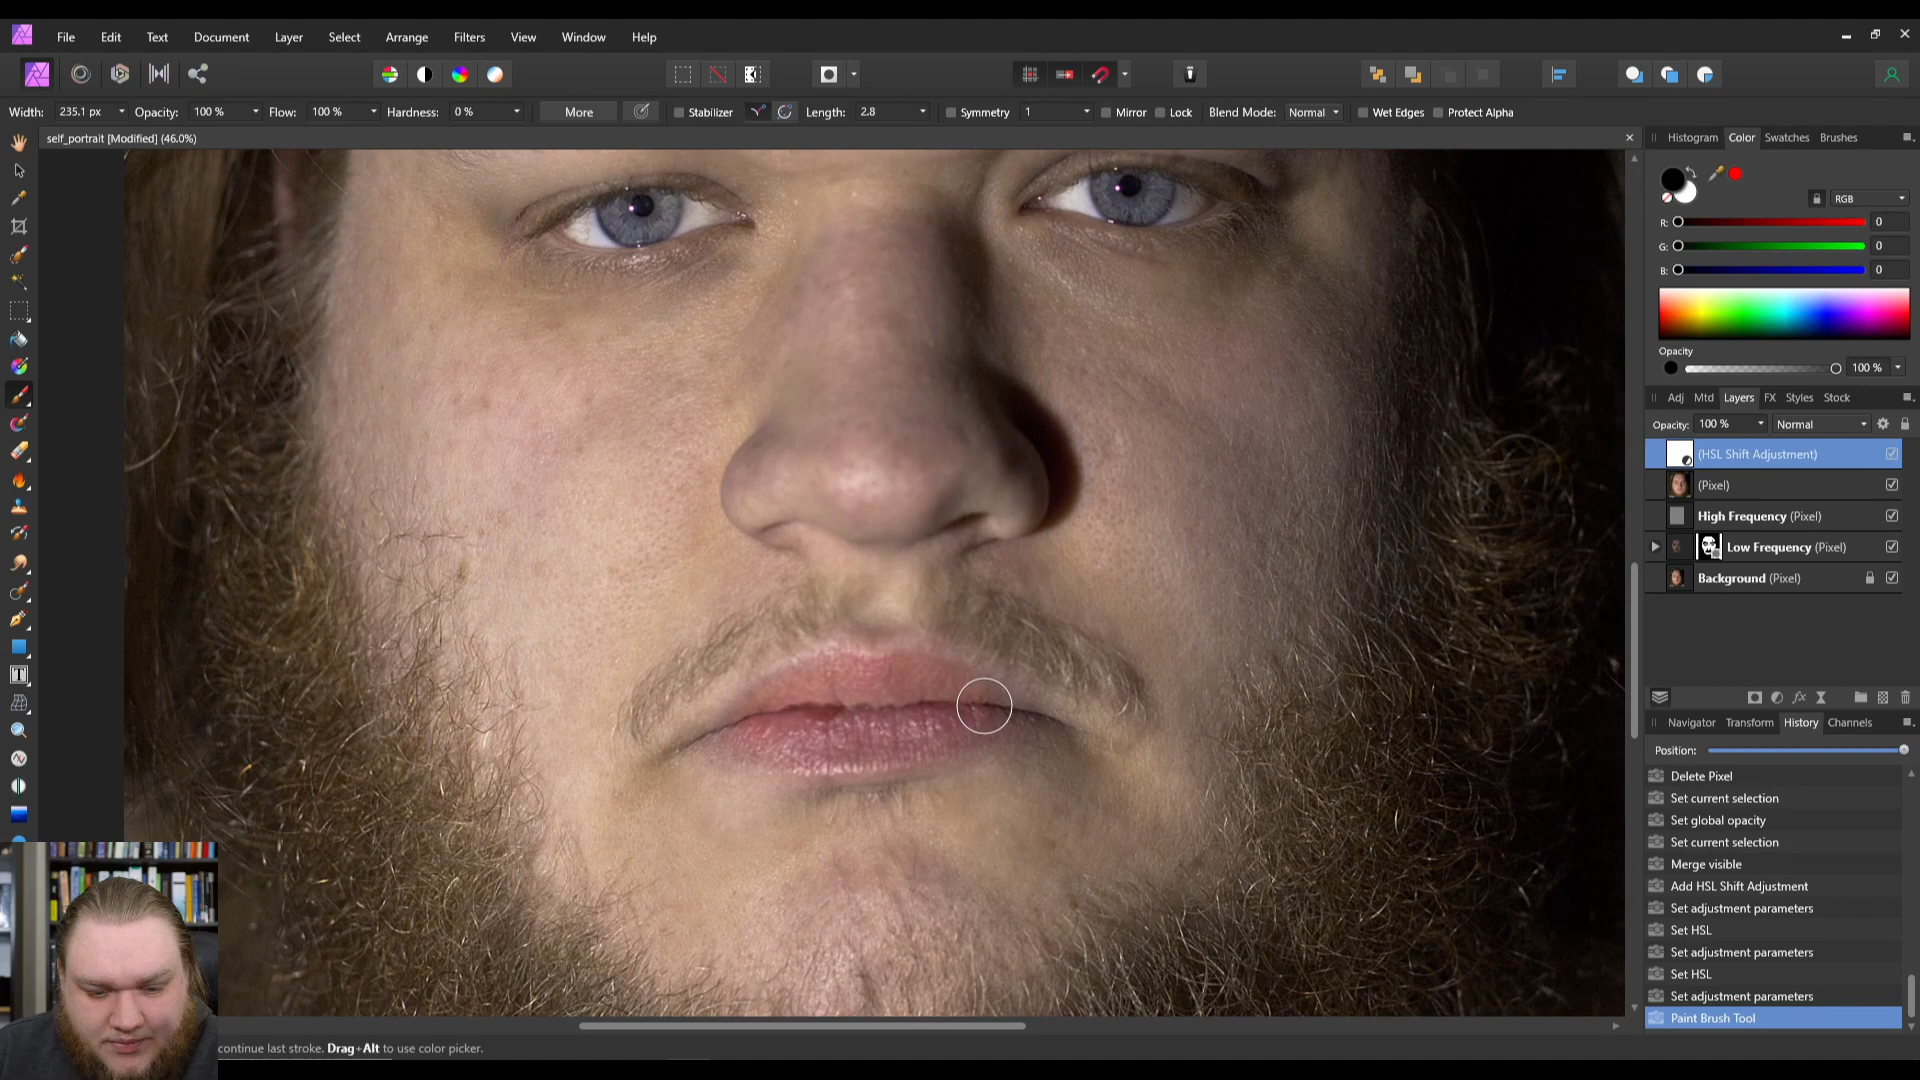 File Edit Text Document Layer Select Arrange Filters View Window Help
Width: 235.1 px Opacity: 100 % Flow: 100 % Hardness: 0 % More Stabilizer Length: 2.8 Symmetry 1 Mirror Lock Blend Mode: Normal Wet Edges Protect Alpha
self_portrait [Modified] (46.0%)
Histogram Color Swatches Brushes
RGB
R: 0
G: 0
B: 0
Opacity
100 %
Adj Mtd Layers FX Styles Stock
Opacity: 100 % Normal
(HSL Shift Adjustment)
(Pixel)
High Frequency (Pixel)
Low Frequency (Pixel)
Background (Pixel)
Navigator Transform History Channels
Position:
Delete Pixel
Set current selection
Set global opacity
Set current selection
Merge visible
Add HSL Shift Adjustment
Set adjustment parameters
Set HSL
Set adjustment parameters
Set HSL
Set adjustment parameters
Paint Brush Tool
continue last stroke. Drag+Alt to use color picker.